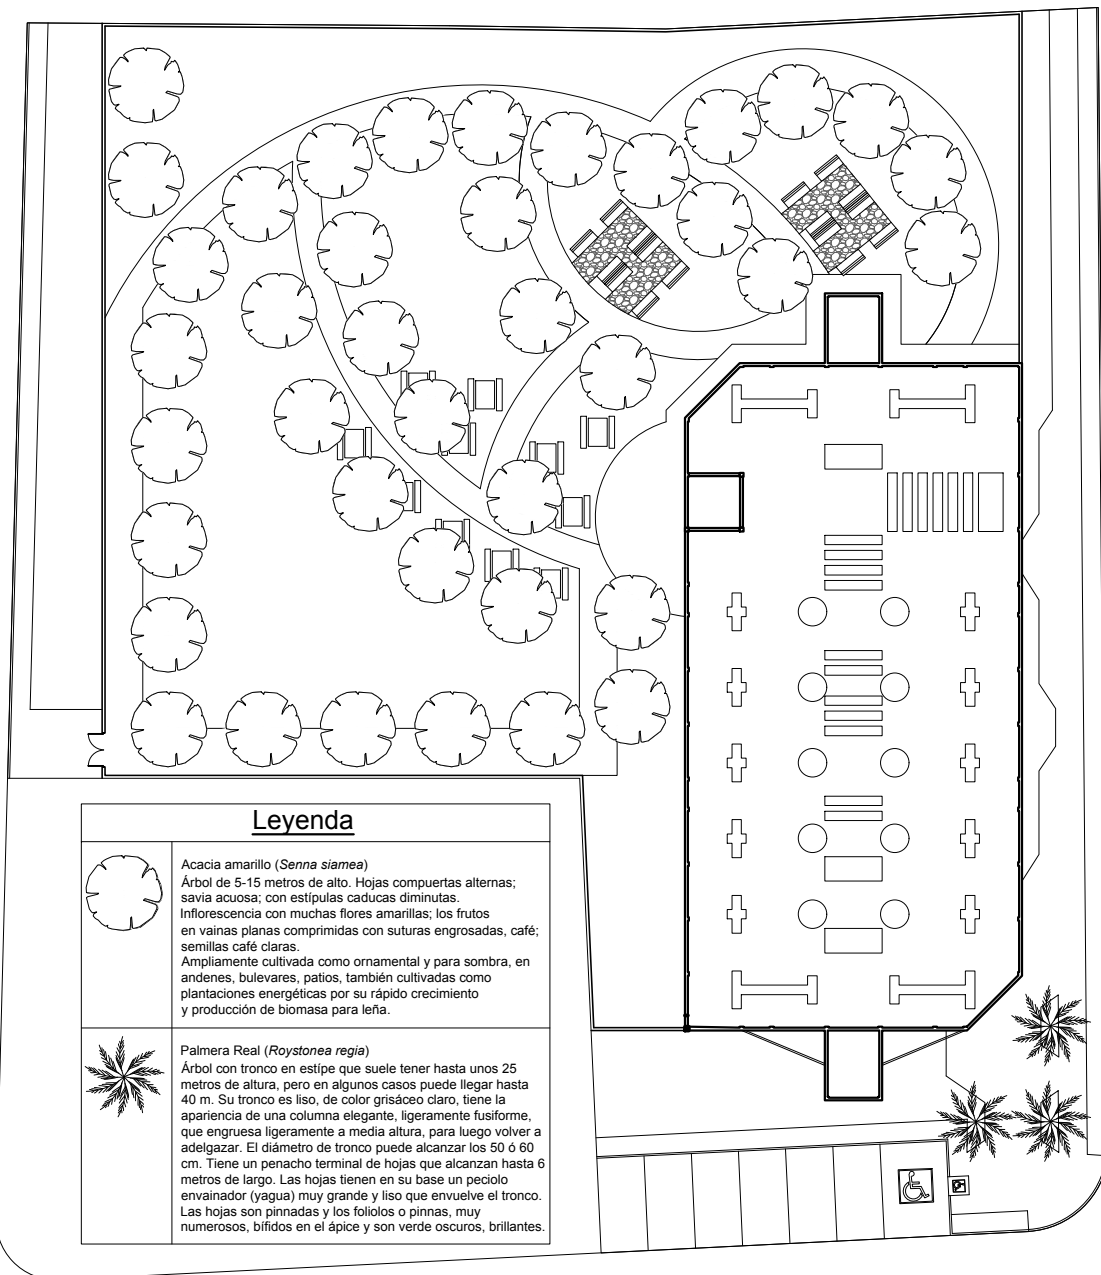 Leyenda
Acacia amarillo (Senna siamea)
Árbol de 5-15 metros de alto. Hojas compuertas alternas;
savia acuosa; con estípulas caducas diminutas.
Inflorescencia con muchas flores amarillas; los frutos
en vainas planas comprimidas con suturas engrosadas, café;
semillas café claras.
Ampliamente cultivada como ornamental y para sombra, en
andenes, bulevares, patios, también cultivadas como
plantaciones energéticas por su rápido crecimiento
y producción de biomasa para leña.
Palmera Real (Roystonea regia)
Árbol con tronco en estípe que suele tener hasta unos 25
metros de altura, pero en algunos casos puede llegar hasta
40 m. Su tronco es liso, de color grisáceo claro, tiene la
apariencia de una columna elegante, ligeramente fusiforme,
que engruesa ligeramente a media altura, para luego volver a
adelgazar. El diámetro de tronco puede alcanzar los 50 ó 60
cm. Tiene un penacho terminal de hojas que alcanzan hasta 6
metros de largo. Las hojas tienen en su base un peciolo
envainador (yagua) muy grande y liso que envuelve el tronco.
Las hojas son pinnadas y los foliolos o pinnas, muy
numerosos, bífidos en el ápice y son verde oscuros, brillantes.